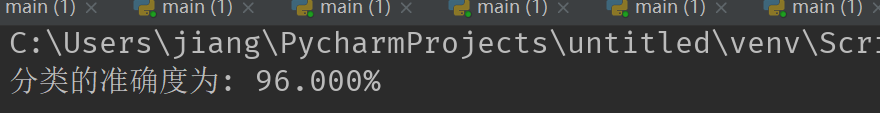 main (1) main (1) main (1) main (1) main (1) main (1)
C:\Users\jiang\PycharmProjects\untitled\venv\Scri
分类的准确度为: 96.000%